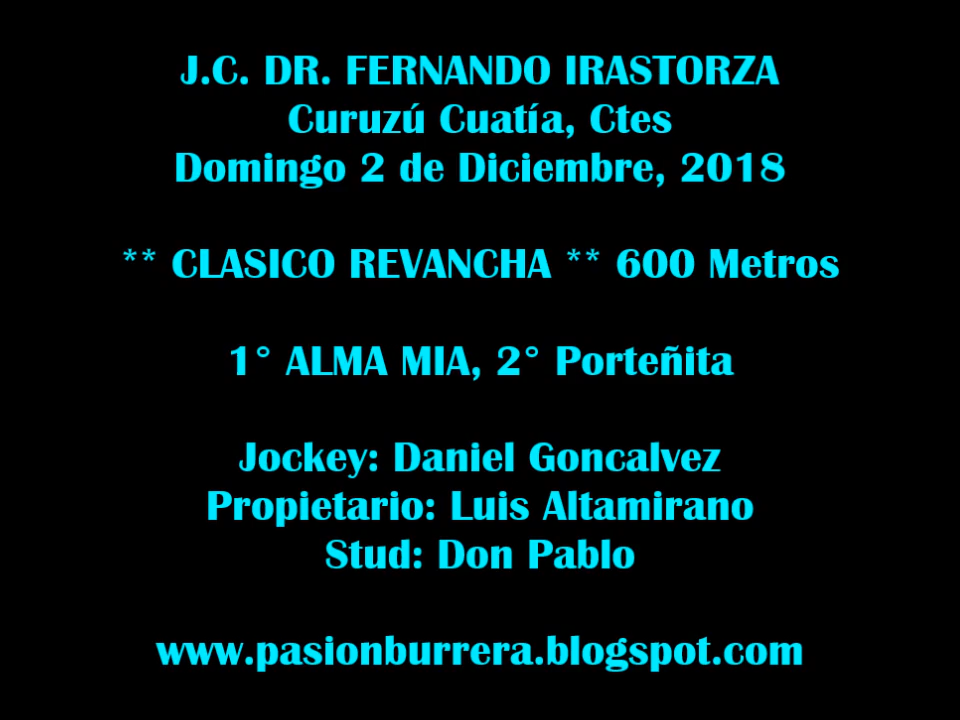 J.C. DR. FERNANDO IRASTORZA
Curuzú Cuatía, Ctes
Domingo 2 de Diciembre, 2018
** CLASICO REVANCHA ** 600 Metros
1° ALMA MIA, 2° Porteñita
Jockey: Daniel Goncalvez
Propietario: Luis Altamirano
Stud: Don Pablo
www.pasionburrera.blogspot.com